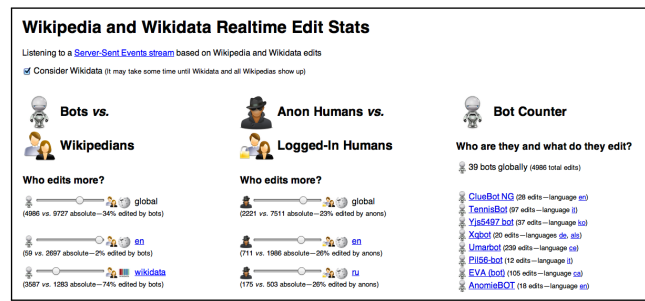 Wikipedia and Wikidata Realtime Edit Stats
Listening to a Server-Sent Events stream based on Wikipedia and Wikidata edits
Consider Wikidata (It may take some time until Wikidata and all Wikipedias show up)
Bots vs.
Wikipedians
Who edits more?
global
(4986 vs. 9727 absolute—34% edited by bots)
en
(59 vs. 2697 absolute—2% edited by bots)
wikidata
(3587 vs. 1283 absolute—74% edited by bots)
Anon Humans vs.
Logged-In Humans
Who edits more?
global
(2221 vs. 7511 absolute—23% edited by anons)
en
(711 vs. 1986 absolute—26% edited by anons)
ru
(175 vs. 503 absolute—26% edited by anons)
Bot Counter
Who are they and what do they edit?
39 bots globally (4986 total edits)
ClueBot NG (28 edits—language en)
TennisBot (97 edits—language it)
Yjs5497 bot (37 edits—language ko)
Xqbot (20 edits—languages de, als)
Umarbot (239 edits—language ce)
Pil56-bot (12 edits—language it)
EVA (bot) (105 edits—language ca)
AnomieBOT (18 edits—language en)